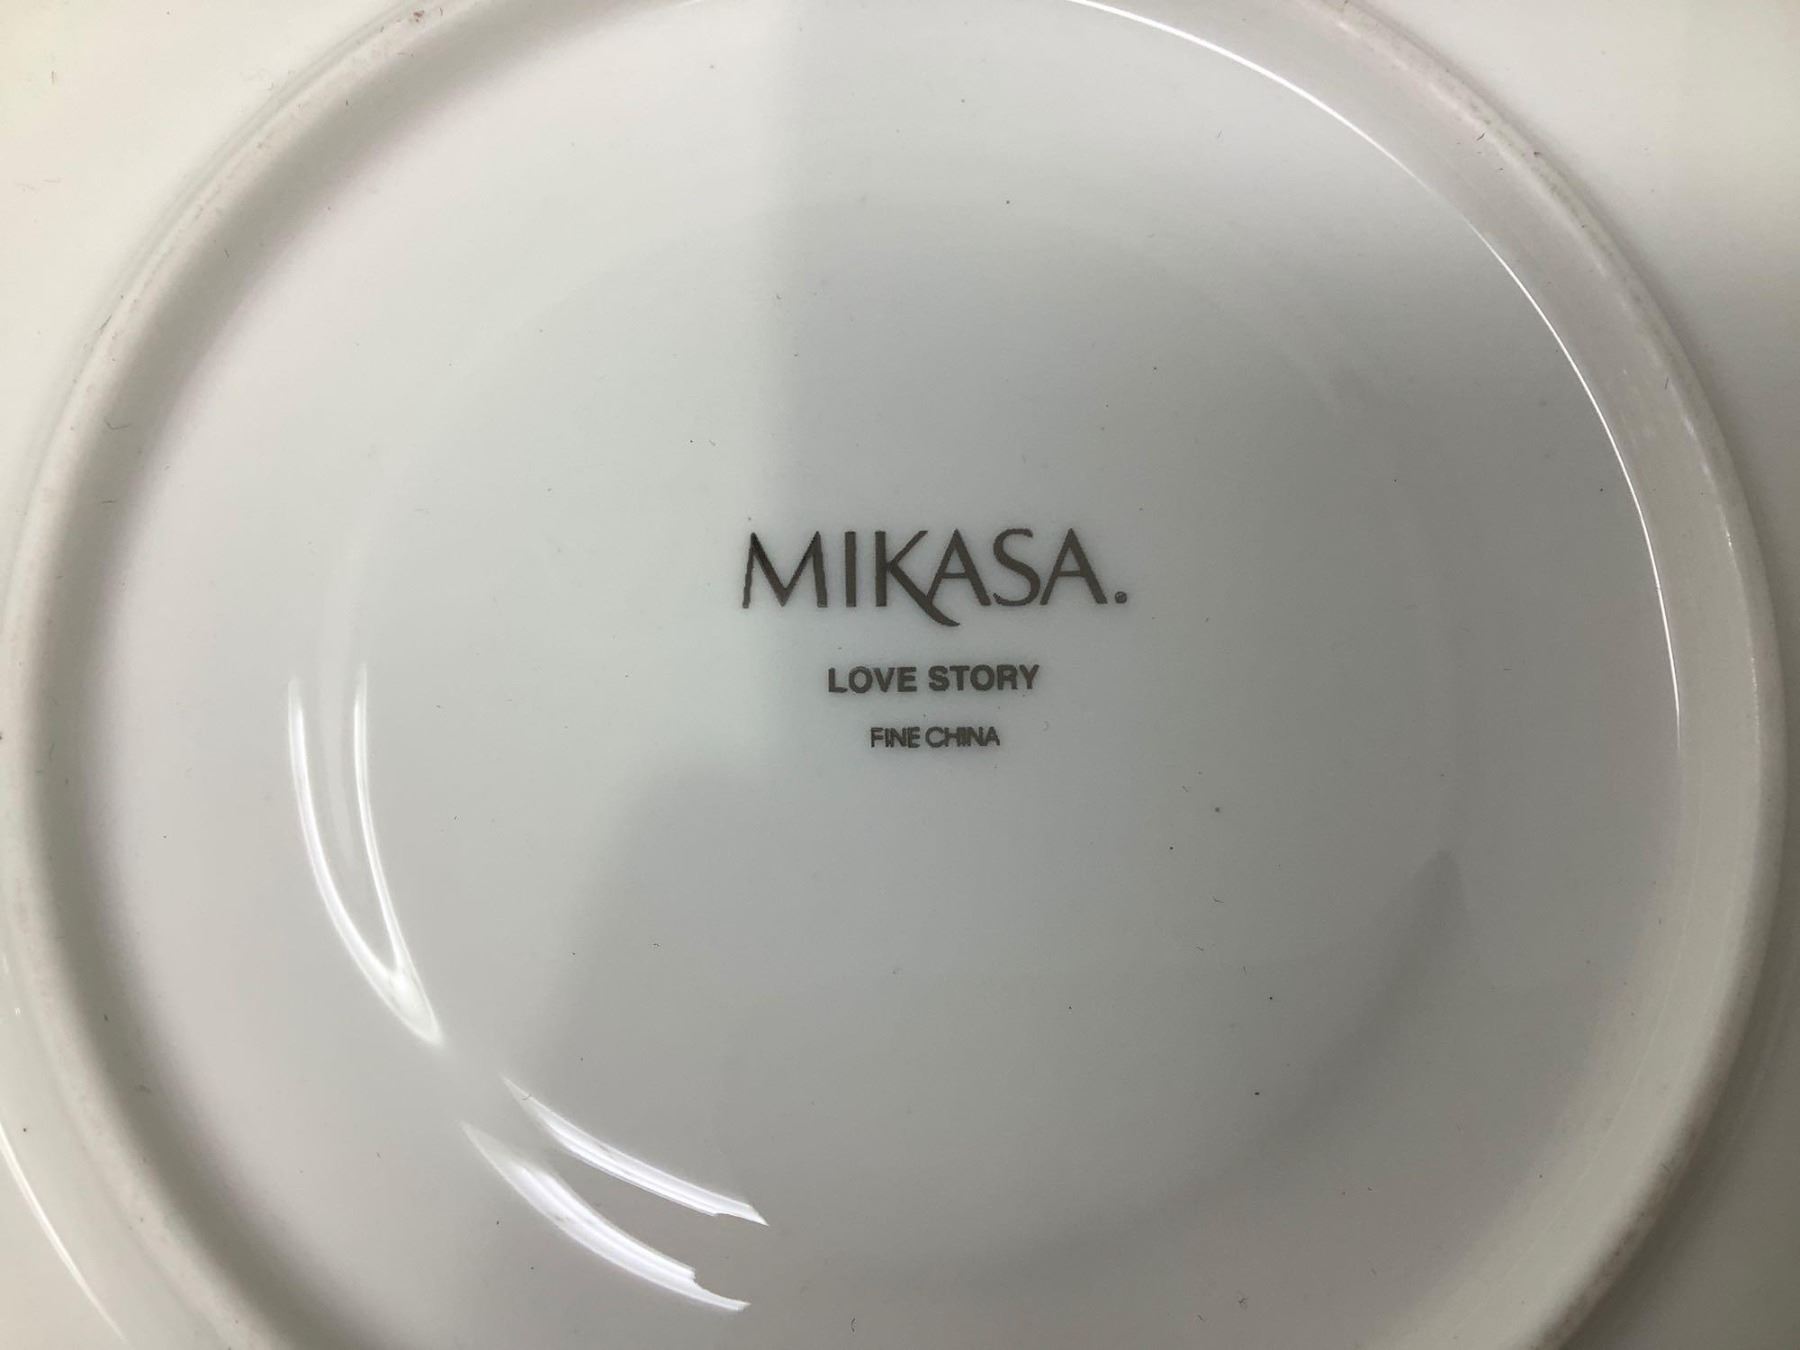 MIKASA.
LOVE STORY
FINE CHINA